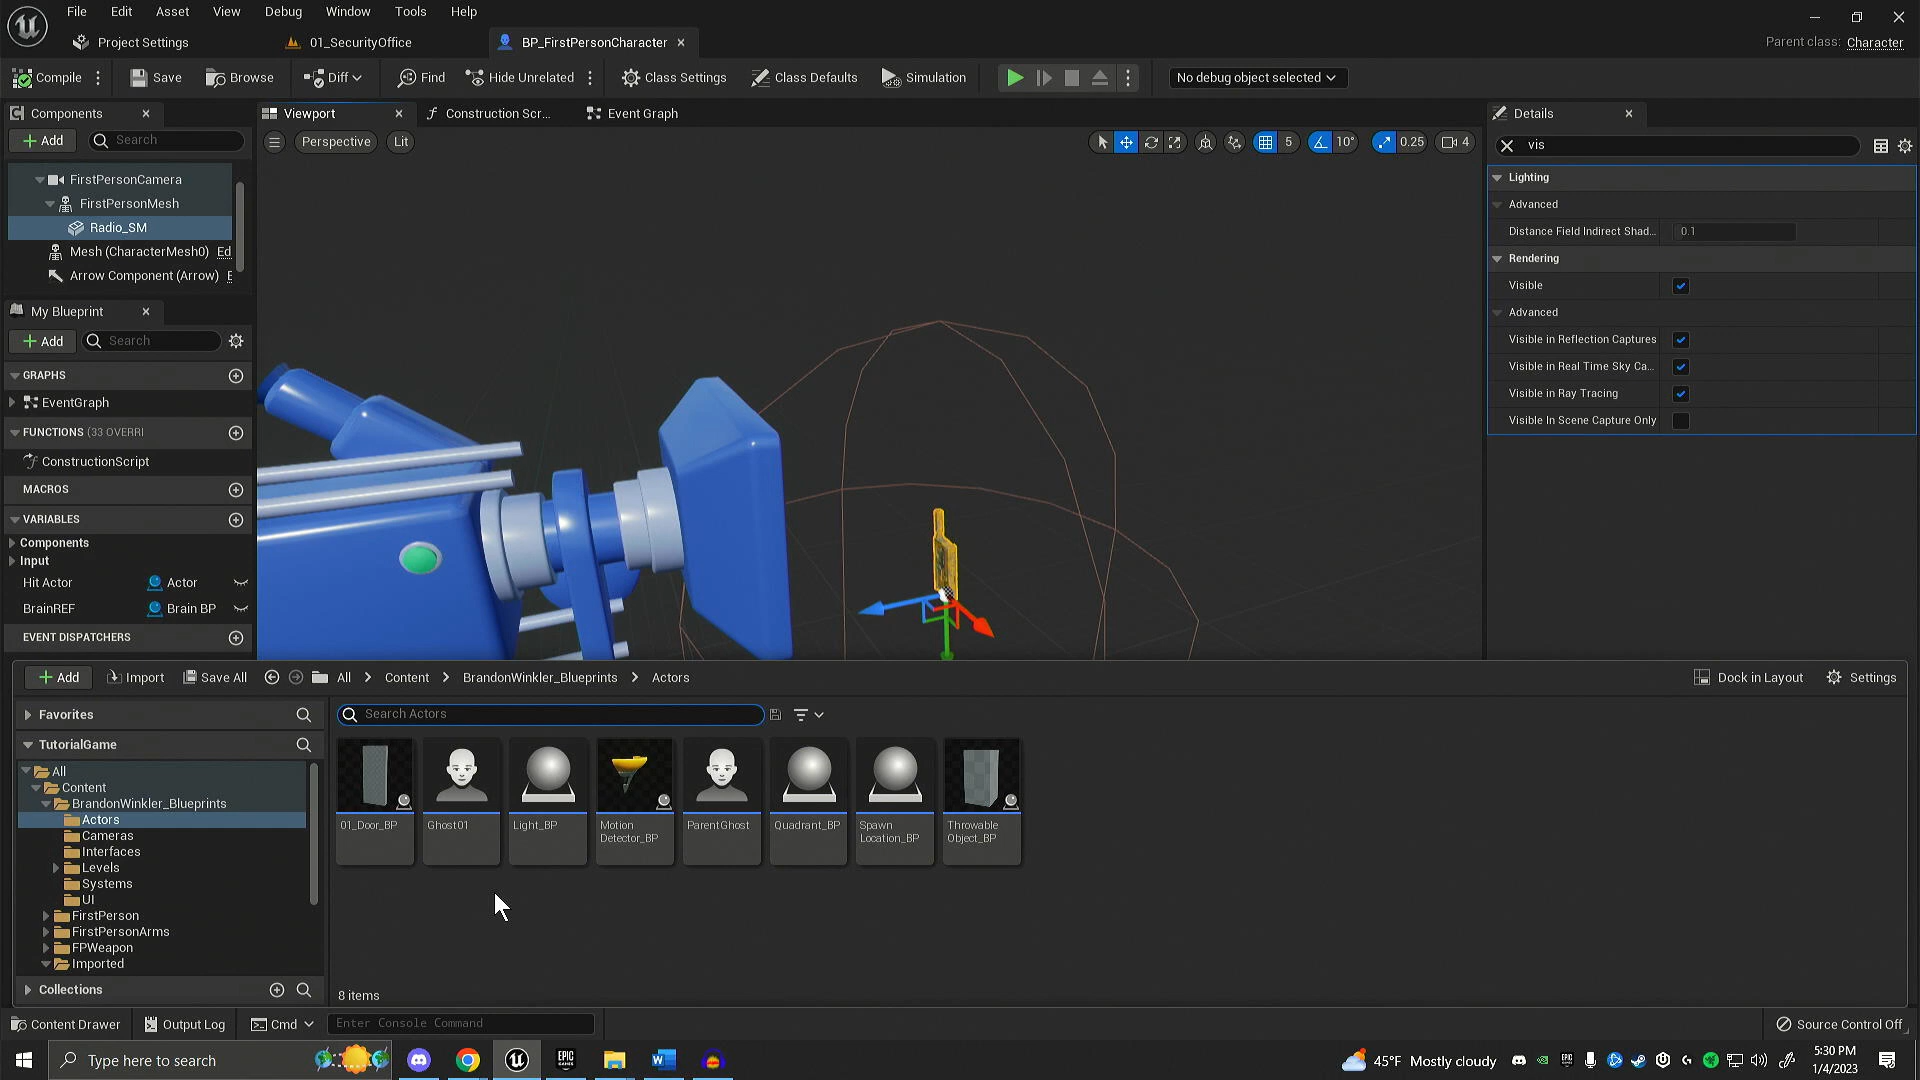 File Edit Asset View Debug Window Tools Help
Project Settings 01_SecurityOffice BP_FirstPersonCharacter
Parent class: Character
Compile Save Browse Diff Find Hide Unrelated Class Settings Class Defaults Simulation No debug object selected
Components
Viewport Construction Scr... Event Graph
Details
Add Search
Perspective Lit 5 10° 0.25 4
vis
FirstPersonCamera
FirstPersonMesh
Radio_SM
Mesh (CharacterMesh0) Ed
Arrow Component (Arrow) E
Lighting
Advanced
Distance Field Indirect Shad... 0.1
Rendering
Visible
Advanced
Visible in Reflection Captures
Visible in Real Time Sky Ca...
Visible in Ray Tracing
Visible In Scene Capture Only
My Blueprint
Add Search
GRAPHS
EventGraph
FUNCTIONS (33 OVERRI
ConstructionScript
MACROS
VARIABLES
Components
Input
Hit Actor Actor
BrainREF Brain BP
EVENT DISPATCHERS
Add Import Save All All Content BrandonWinkler_Blueprints Actors Dock in Layout Settings
Favorites
TutorialGame
All
Content
BrandonWinkler_Blueprints
Actors
Cameras
Interfaces
Levels
Systems
UI
FirstPerson
FirstPersonArms
FPWeapon
Imported
Collections
Search Actors
01_Door_BP
Ghost01
Light_BP
Motion
Detector_BP
ParentGhost
Quadrant_BP
Spawn
Location_BP
Throwable
Object_BP
8 items
Content Drawer Output Log Cmd Enter Console Command Source Control Off
Type here to search
EPIC GAMES
W
45°F Mostly cloudy
5:30 PM
1/4/2023